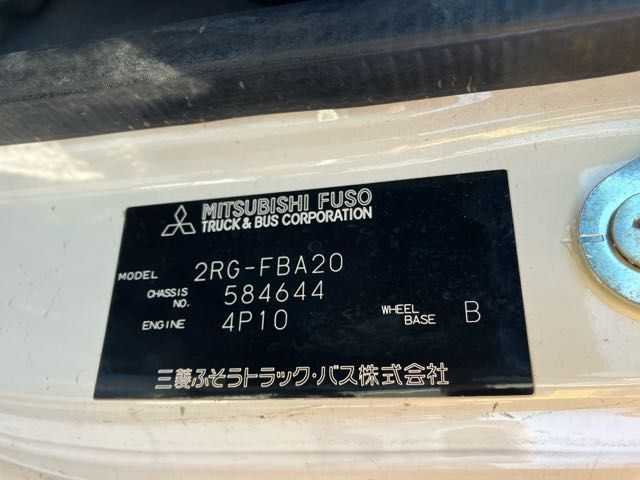 MITSUBISHI FUSO
TRUCK & BUS CORPORATION
MODEL 2RG-FBA20
CHASSIS NO. 584644
ENGINE 4P10 WHEEL BASE B
三菱ふそうトラック・バス株式会社